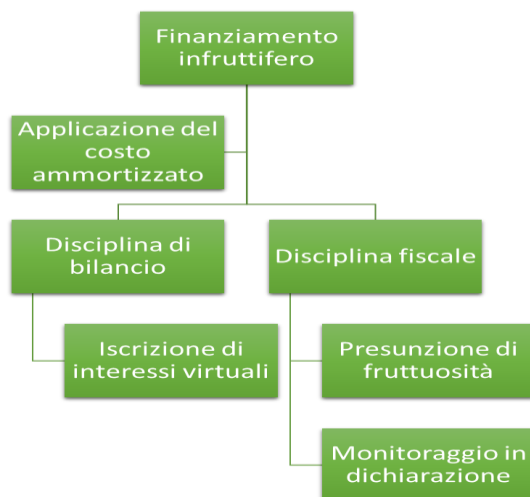 Finanziamento
infruttifero
Applicazione del
costo
ammortizzato
Disciplina di
bilancio
Disciplina fiscale
Iscrizione di
interessi virtuali
Presunzione di
fruttuosità
Monitoraggio in
dichiarazione